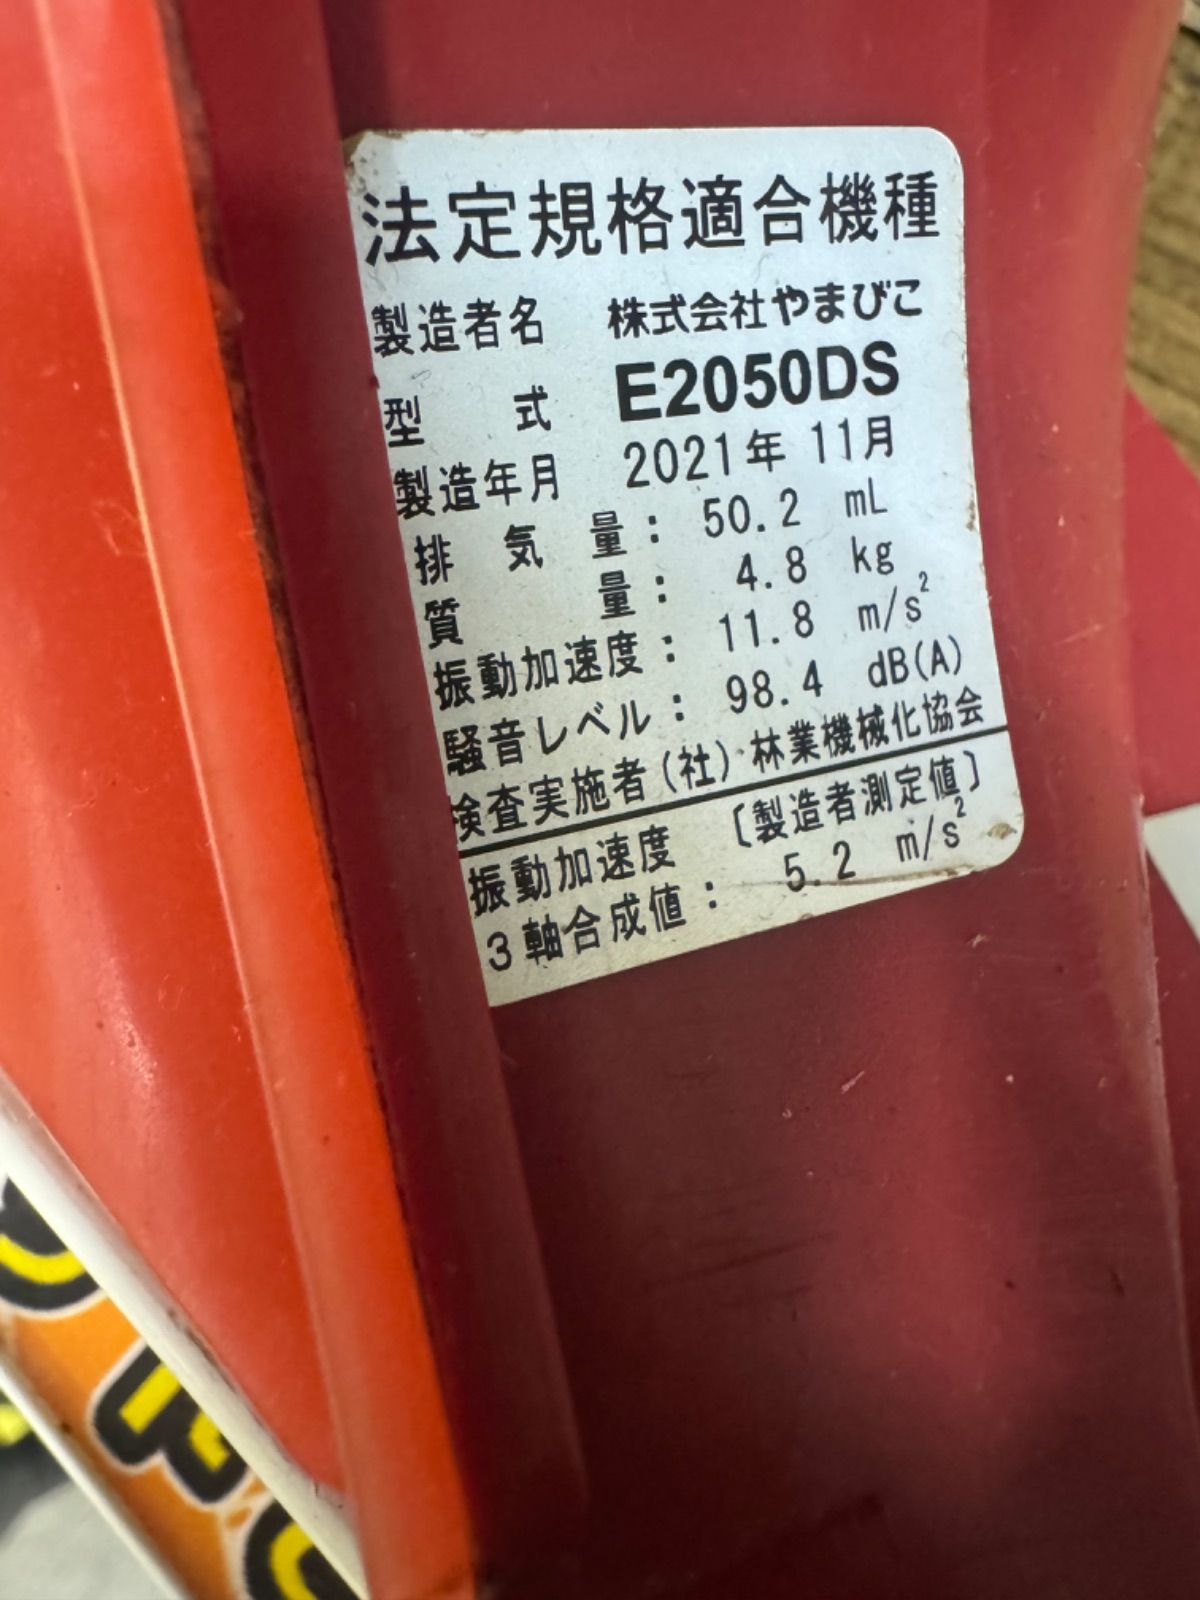 法定規格適合機種
製造者名 株式会社やまびこ
型式 E2050DS
製造年月 2021年 11月
排気量: 50.2 mL
質量: 4.8 kg
振動加速度: 11.8 m/s²
騒音レベル: 98.4 dB(A)
検査実施者(社)林業機械化協会
振動加速度 〔製造者測定値〕
3軸合成値: 5.2 m/s²